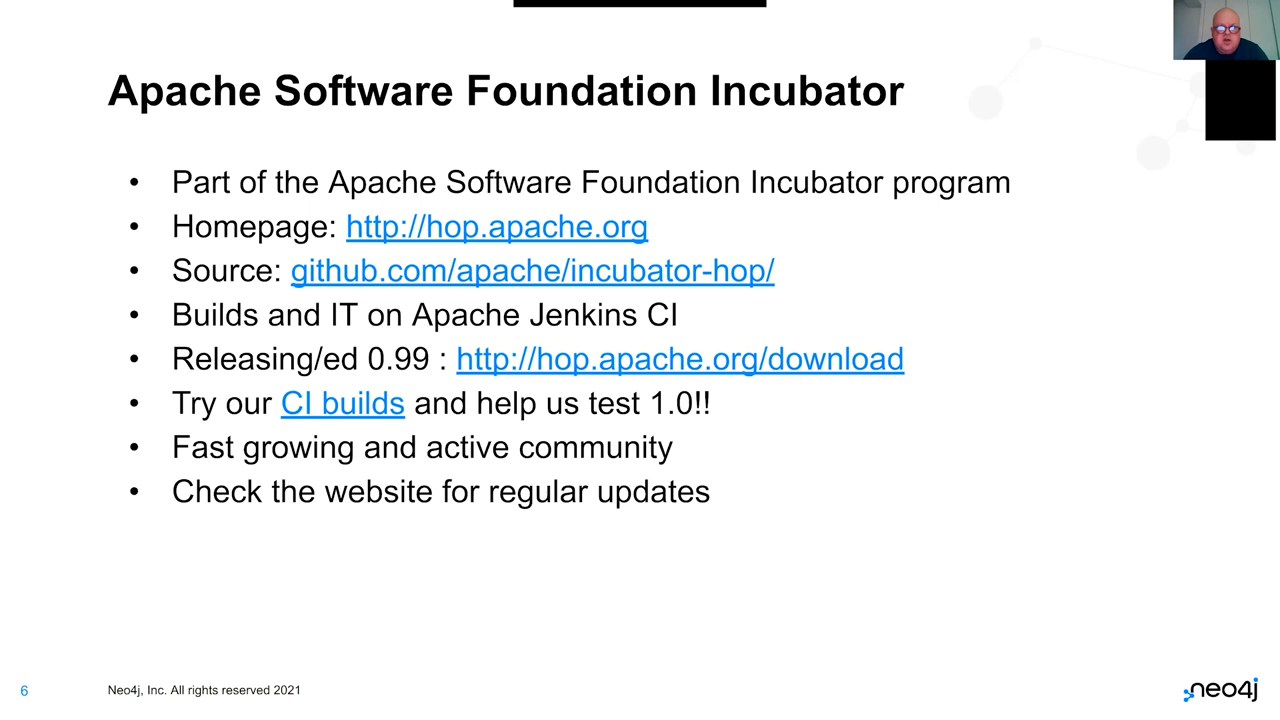 Apache Software Foundation Incubator
• Part of the Apache Software Foundation Incubator program
• Homepage: http://hop.apache.org
• Source: github.com/apache/incubator-hop/
• Builds and IT on Apache Jenkins CI
• Releasing/ed 0.99 : http://hop.apache.org/download
• Try our CI builds and help us test 1.0!!
• Fast growing and active community
• Check the website for regular updates
6
Neo4j, Inc. All rights reserved 2021
neo4j